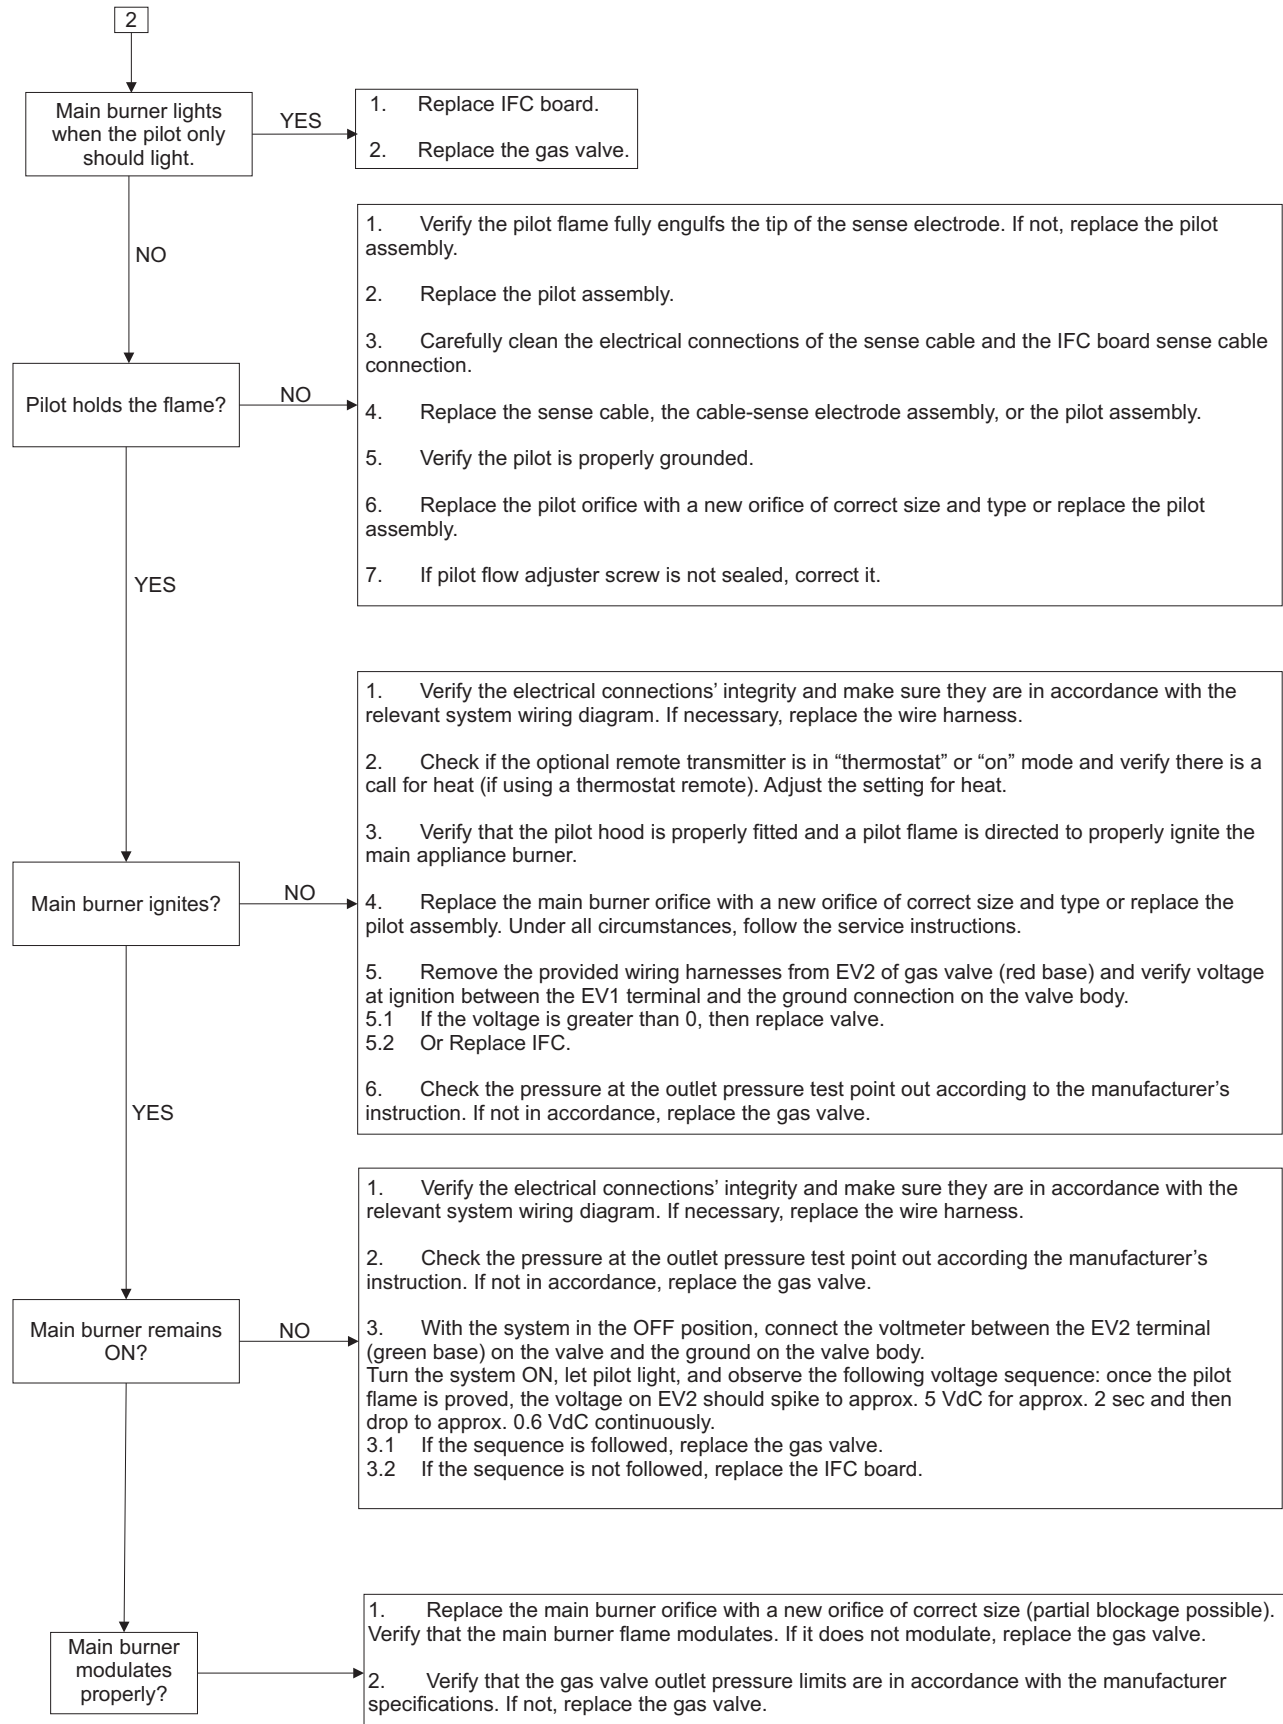 2
Main burner lights
when the pilot only
should light.
YES
1. Replace IFC board.
2. Replace the gas valve.
NO
1. Verify the pilot flame fully engulfs the tip of the sense electrode. If not, replace the pilot
assembly.
2. Replace the pilot assembly.
3. Carefully clean the electrical connections of the sense cable and the IFC board sense cable
connection.
4. Replace the sense cable, the cable-sense electrode assembly, or the pilot assembly.
5. Verify the pilot is properly grounded.
6. Replace the pilot orifice with a new orifice of correct size and type or replace the pilot
assembly.
7. If pilot flow adjuster screw is not sealed, correct it.
Pilot holds the flame?
NO
YES
1. Verify the electrical connections’ integrity and make sure they are in accordance with the
relevant system wiring diagram. If necessary, replace the wire harness.
2. Check if the optional remote transmitter is in “thermostat” or “on” mode and verify there is a
call for heat (if using a thermostat remote). Adjust the setting for heat.
3. Verify that the pilot hood is properly fitted and a pilot flame is directed to properly ignite the
main appliance burner.
4. Replace the main burner orifice with a new orifice of correct size and type or replace the
pilot assembly. Under all circumstances, follow the service instructions.
5. Remove the provided wiring harnesses from EV2 of gas valve (red base) and verify voltage
at ignition between the EV1 terminal and the ground connection on the valve body.
5.1 If the voltage is greater than 0, then replace valve.
5.2 Or Replace IFC.
6. Check the pressure at the outlet pressure test point out according to the manufacturer’s
instruction. If not in accordance, replace the gas valve.
Main burner ignites?
NO
YES
1. Verify the electrical connections’ integrity and make sure they are in accordance with the
relevant system wiring diagram. If necessary, replace the wire harness.
2. Check the pressure at the outlet pressure test point out according the manufacturer’s
instruction. If not in accordance, replace the gas valve.
3. With the system in the OFF position, connect the voltmeter between the EV2 terminal
(green base) on the valve and the ground on the valve body.
Turn the system ON, let pilot light, and observe the following voltage sequence: once the pilot
flame is proved, the voltage on EV2 should spike to approx. 5 VdC for approx. 2 sec and then
drop to approx. 0.6 VdC continuously.
3.1 If the sequence is followed, replace the gas valve.
3.2 If the sequence is not followed, replace the IFC board.
Main burner remains
ON?
NO
1. Replace the main burner orifice with a new orifice of correct size (partial blockage possible).
Verify that the main burner flame modulates. If it does not modulate, replace the gas valve.
2. Verify that the gas valve outlet pressure limits are in accordance with the manufacturer
specifications. If not, replace the gas valve.
Main burner
modulates
properly?